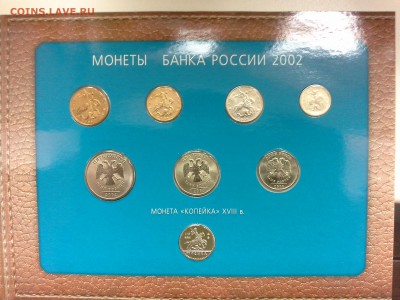 COINS.LAVE.RU
МОНЕТЫ БАНКА РОССИИ 2002
МОНЕТА «КОПЕЙКА» XVIII в.